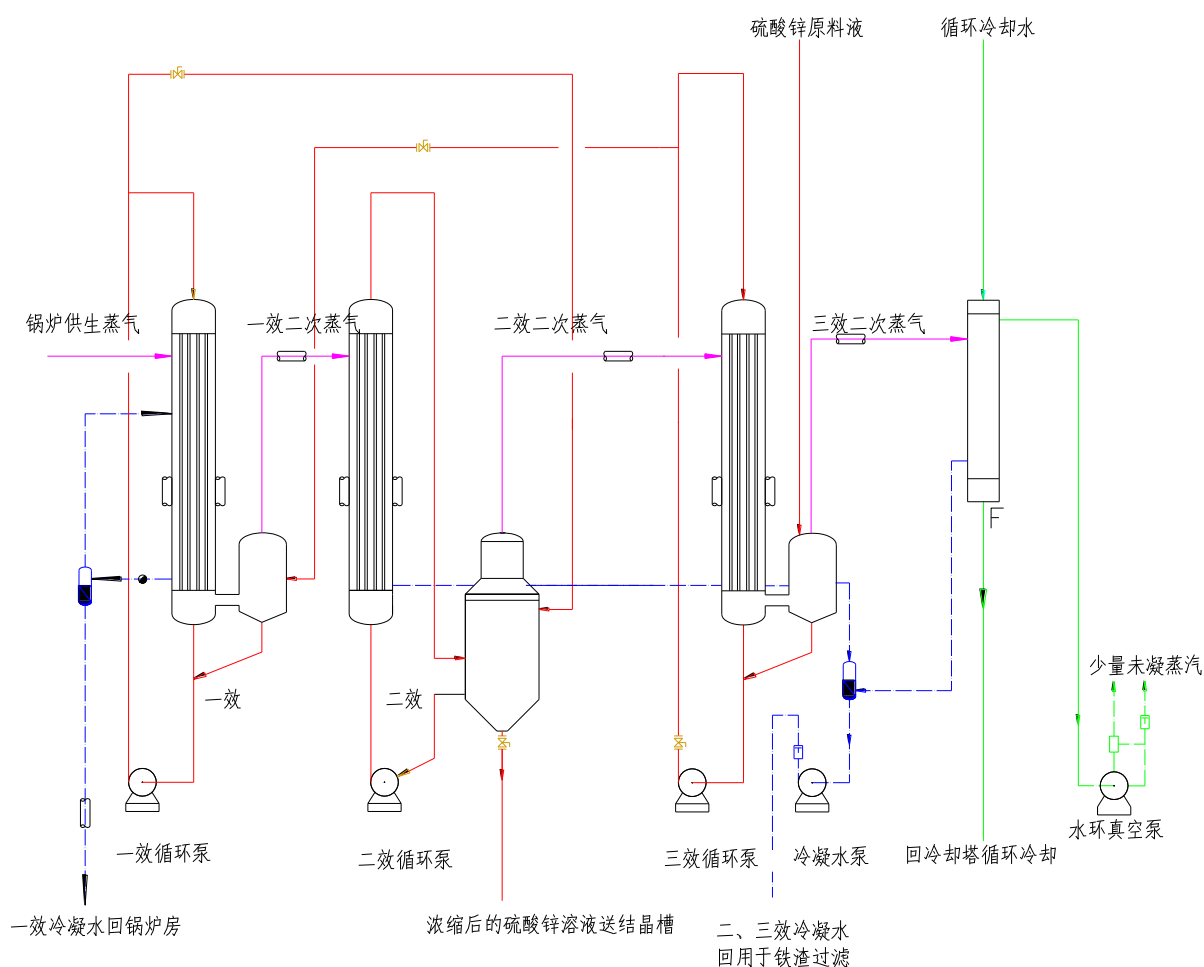 硫酸锌原料液
循环冷却水
锅炉供生蒸气
一效二次蒸气
二效二次蒸气
三效二次蒸气
F
一效
二效
少量未凝蒸汽
水环真空泵
一效循环泵
二效循环泵
三效循环泵
冷凝水泵
回冷却塔循环冷却
一效冷凝水回锅炉房
浓缩后的硫酸锌溶液送结晶槽
二、三效冷凝水
回用于铁渣过滤